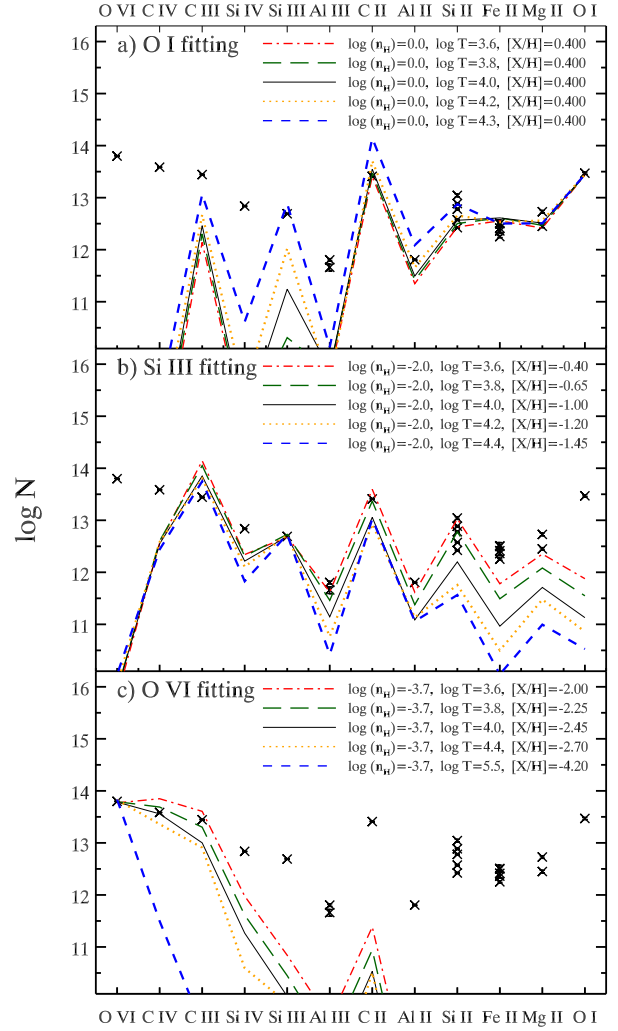 O VI C IV C III Si IV Si III Al III C II Al II Si II Fe II Mg II O I
a) O I fitting
log (nH)=0.0, log T=3.6, [X/H]=0.400
log (nH)=0.0, log T=3.8, [X/H]=0.400
log (nH)=0.0, log T=4.0, [X/H]=0.400
log (nH)=0.0, log T=4.2, [X/H]=0.400
log (nH)=0.0, log T=4.3, [X/H]=0.400
16
15
14
13
12
11
b) Si III fitting
log (nH)=-2.0, log T=3.6, [X/H]=-0.40
log (nH)=-2.0, log T=3.8, [X/H]=-0.65
log (nH)=-2.0, log T=4.0, [X/H]=-1.00
log (nH)=-2.0, log T=4.2, [X/H]=-1.20
log (nH)=-2.0, log T=4.4, [X/H]=-1.45
16
15
14
13
12
11
log N
c) O VI fitting
log (nH)=-3.7, log T=3.6, [X/H]=-2.00
log (nH)=-3.7, log T=3.8, [X/H]=-2.25
log (nH)=-3.7, log T=4.0, [X/H]=-2.45
log (nH)=-3.7, log T=4.4, [X/H]=-2.70
log (nH)=-3.7, log T=5.5, [X/H]=-4.20
16
15
14
13
12
11
O VI C IV C III Si IV Si III Al III C II Al II Si II Fe II Mg II O I